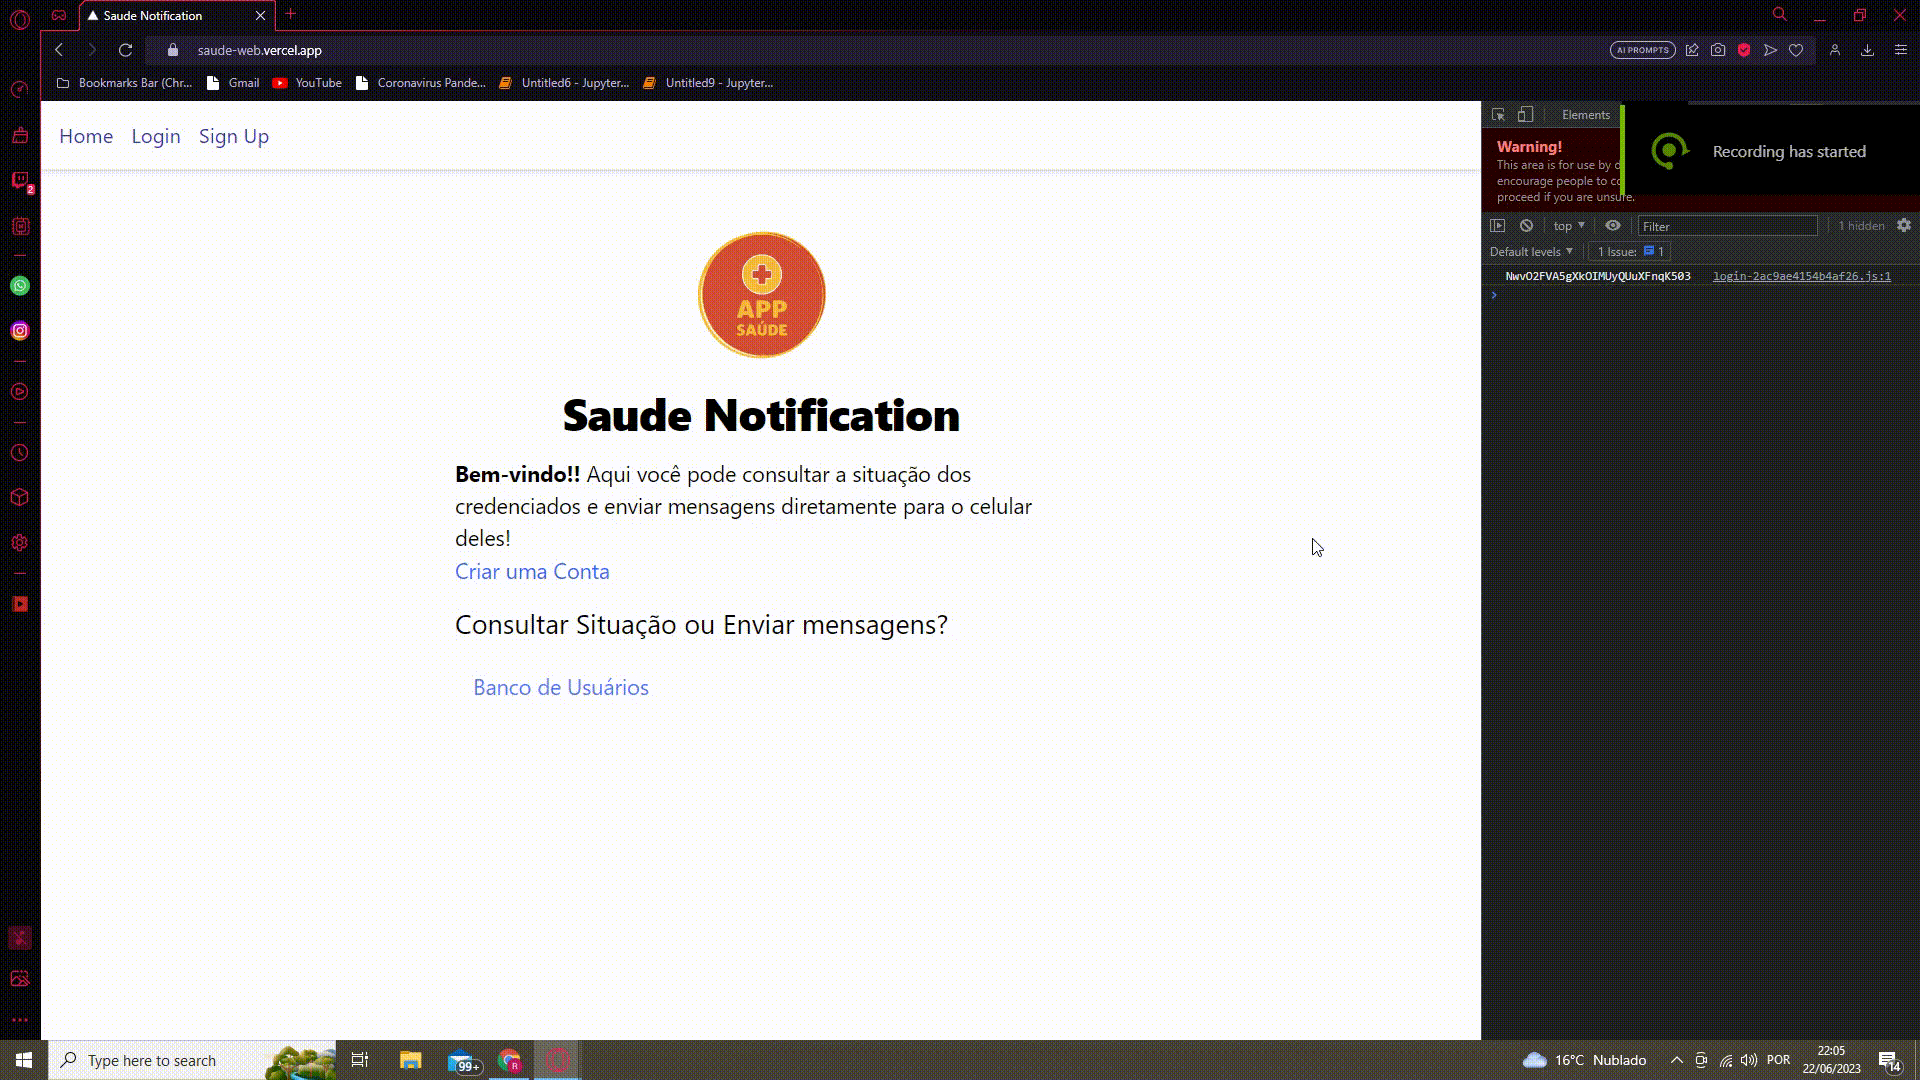 Saude Notification
saude-web.vercel.app
AI PROMPTS
Bookmarks Bar (Chr...
Gmail
YouTube
Coronavirus Pande...
Untitled6 - Jupyter...
Untitled9 - Jupyter...
2
Home Login Sign Up
APP
SAÚDE
Saude Notification
Bem-vindo!! Aqui você pode consultar a situação dos
credenciados e enviar mensagens diretamente para o celular
deles!
Criar uma Conta
Consultar Situação ou Enviar mensagens?
Banco de Usuários
Elements
Recording has started
Warning!
This area is for use by d
encourage people to co
proceed if you are unsure.
top
Filter
1 hidden
Default levels
1 Issue: 1
NwvO2FVA5gXkOIMUyQUuXFnqK503 login-2ac9ae4154b4af26.js:1
Type here to search
99+
R
16°C Nublado
POR
22:05
22/06/2023
14